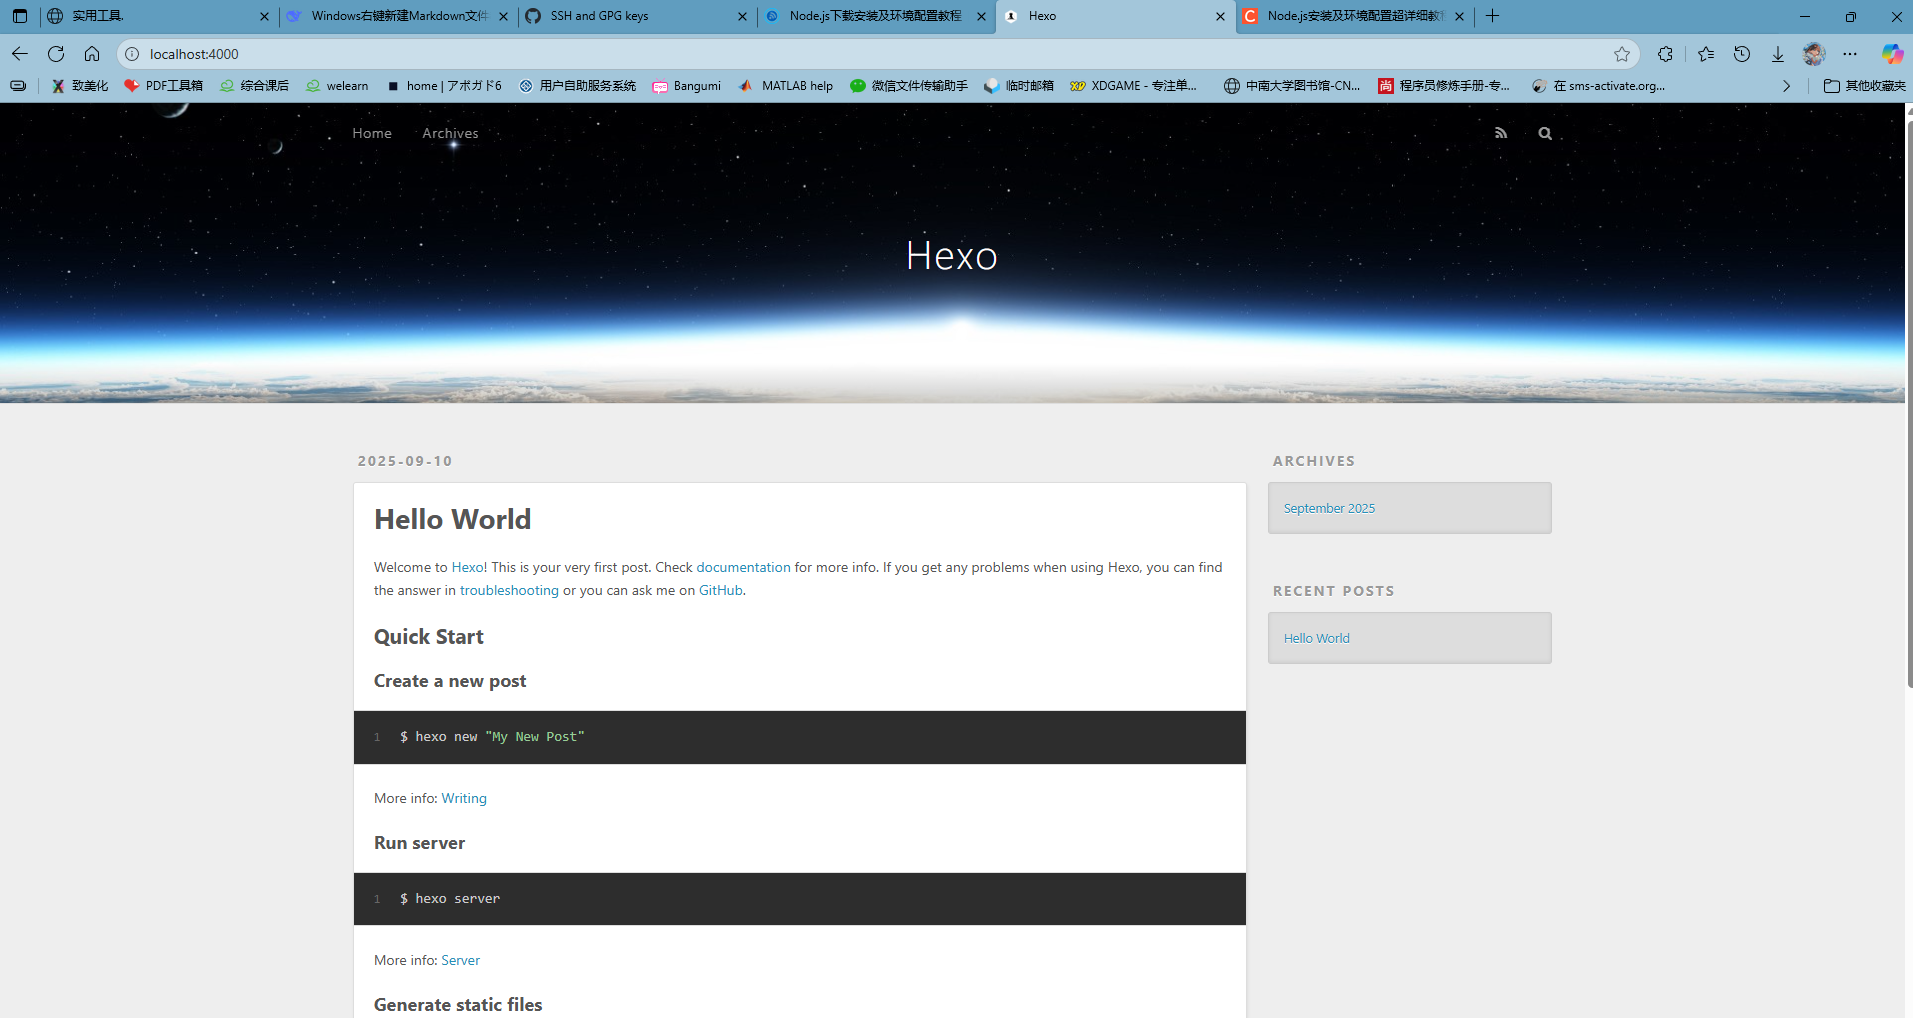 实用工具.
Windows右键新建Markdown文件
SSH and GPG keys
Node.js下载安装及环境配置教程
Hexo
Node.js安装及环境配置超详细教程
localhost:4000
致美化
PDF工具箱
综合课后
welearn
home | アボガド6
用户自助服务系统
Bangumi
MATLAB help
微信文件传输助手
临时邮箱
XDGAME - 专注单...
中南大学图书馆-CN...
程序员修炼手册-专...
在 sms-activate.org...
其他收藏夹
Home
Archives
Hexo
2025-09-10
Hello World
Welcome to Hexo! This is your very first post. Check documentation for more info. If you get any problems when using Hexo, you can find
the answer in troubleshooting or you can ask me on GitHub.
Quick Start
Create a new post
1 $ hexo new "My New Post"
More info: Writing
Run server
1 $ hexo server
More info: Server
Generate static files
ARCHIVES
September 2025
RECENT POSTS
Hello World